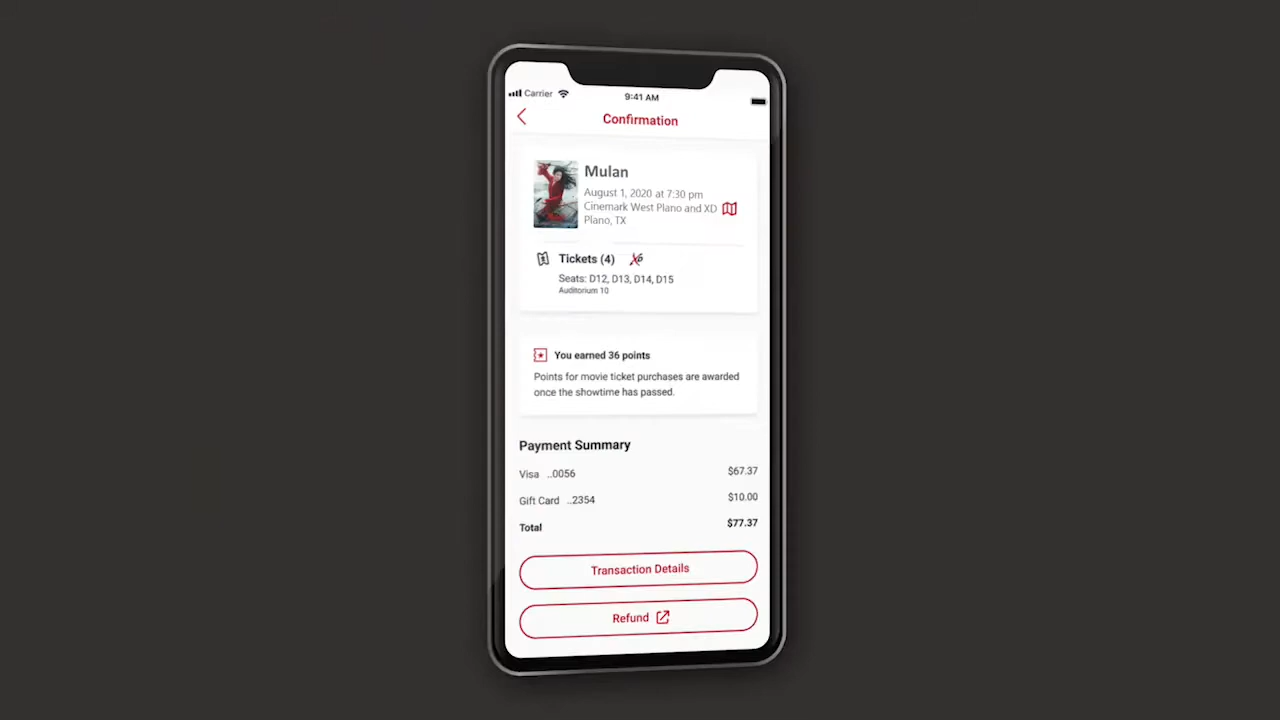 Carrier
9:41 AM
Confirmation
Mulan
August 1, 2020 at 7:30 pm
Cinemark West Plano and XD
Plano, TX
Tickets (4) XD
Seats: D12, D13, D14, D15
Auditorium 10
You earned 36 points
Points for movie ticket purchases are awarded
once the showtime has passed.
Payment Summary
Visa ..0056 $67.37
Gift Card ..2354 $10.00
Total $77.37
Transaction Details
Refund